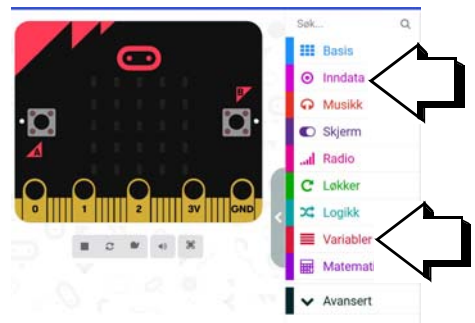 Søk...
Basis
Inndata
Musikk
Skjerm
Radio
Løkker
Logikk
Variabler
Matemati
Avansert
A
B
0 1 2 3V GND